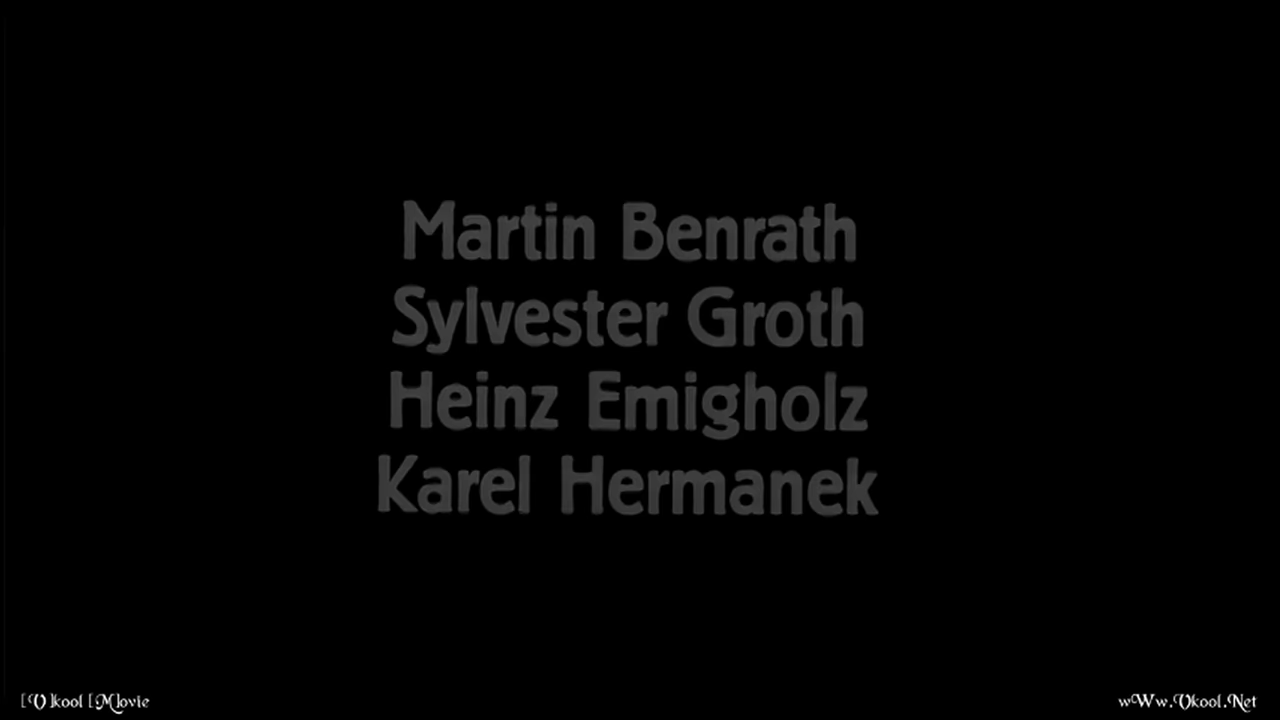 Martin Benrath
Sylvester Groth
Heinz Emigholz
Karel Hermanek
[V]kool [M]ovie
wWw.Vkool.Net